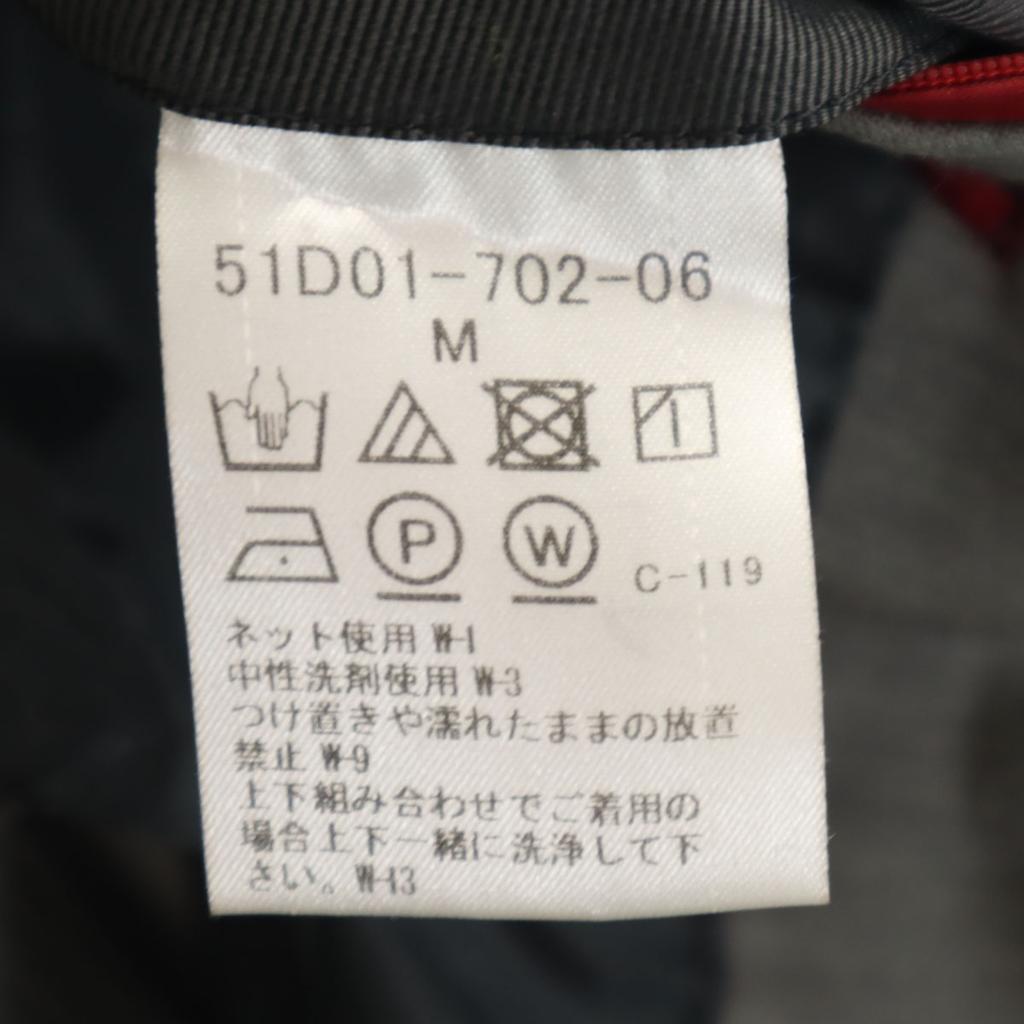 51D01-702-06
M
P
W
C-119
ネット使用 W-1
中性洗剤使用 W-3
つけ置きや濡れたままの放置
禁止 W-9
上下組み合わせでご着用の
場合上下一緒に洗浄して下
さい。W-13